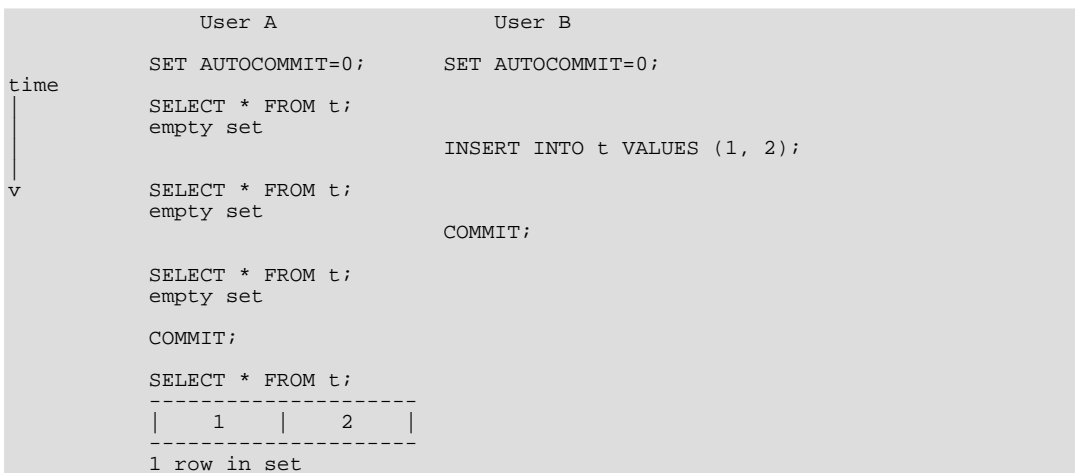 User A User B
SET AUTOCOMMIT=0; SET AUTOCOMMIT=0;
time
| SELECT * FROM t;
| empty set
| INSERT INTO t VALUES (1, 2);
|
v SELECT * FROM t;
empty set
COMMIT;
SELECT * FROM t;
empty set
COMMIT;
SELECT * FROM t;
---------------------
| 1 | 2 |
---------------------
1 row in set